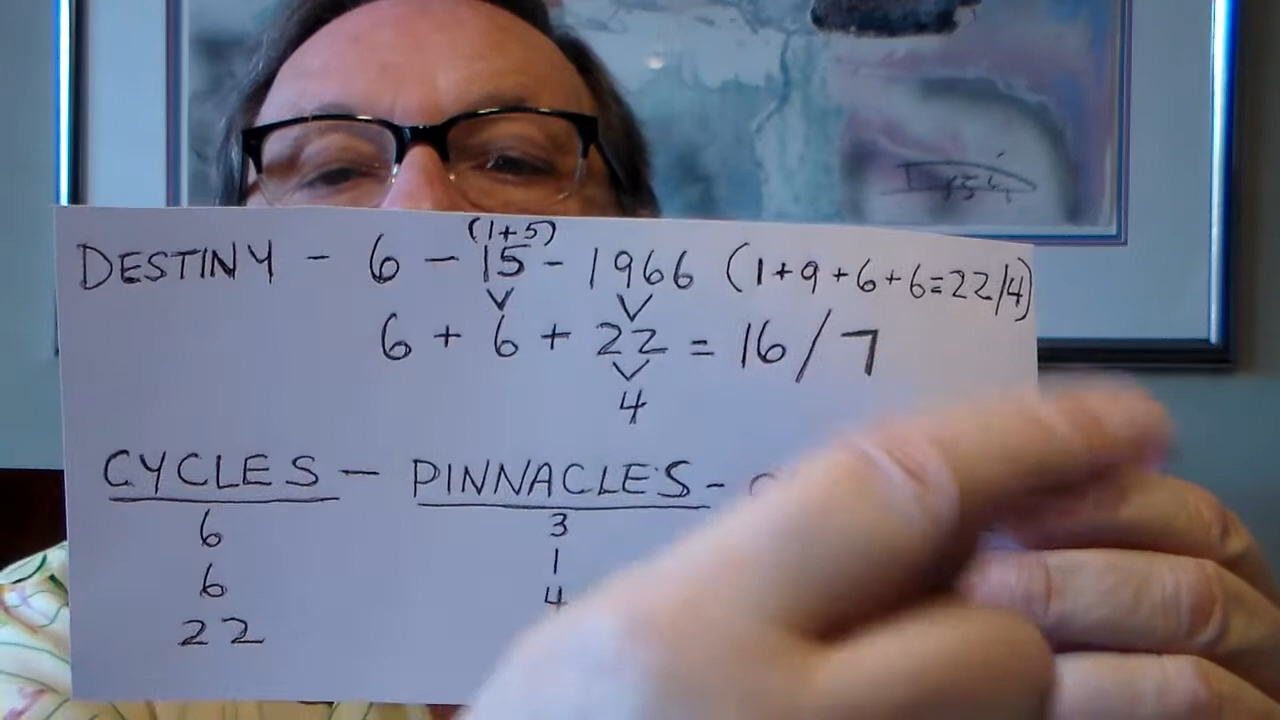 (1+5)
DESTINY - 6 - 15 - 1966 (1+9+6+6=22/4)
6 + 6 + 22 = 16/7
4
CYCLES - PINNACLES -
6 3
6 1
22 4